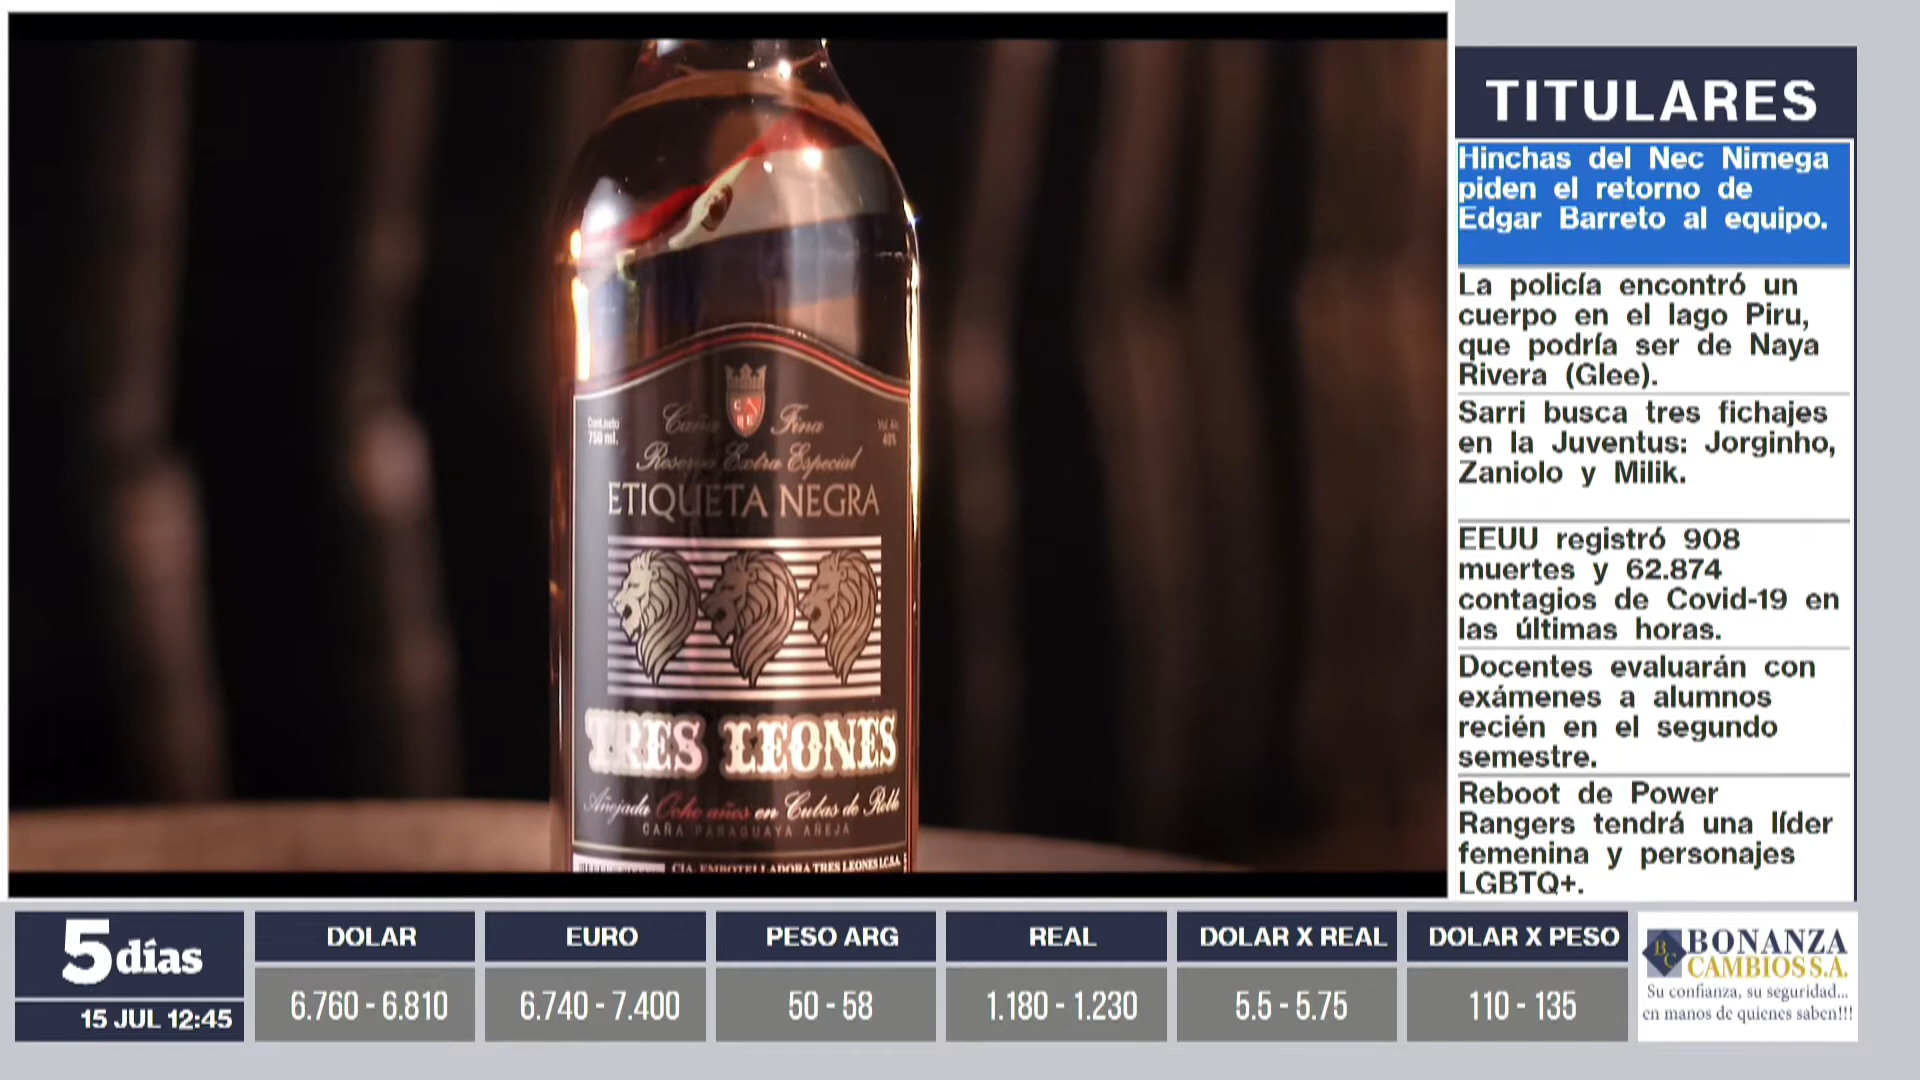 Contenido
750 ml.
Caña Fina
Vol. Alc.
40%
Reserva Extra Especial
ETIQUETA NEGRA
TRES LEONES
Añejada Ocho años en Cubas de Roble
CAÑA PARAGUAYA AÑEJA
CIA. EMBOTELLADORA TRES LEONES I.C.S.A.
TITULARES
Hinchas del Nec Nimega
piden el retorno de
Edgar Barreto al equipo.
La policía encontró un
cuerpo en el lago Piru,
que podría ser de Naya
Rivera (Glee).
Sarri busca tres fichajes
en la Juventus: Jorginho,
Zaniolo y Milik.
EEUU registró 908
muertes y 62.874
contagios de Covid-19 en
las últimas horas.
Docentes evaluarán con
exámenes a alumnos
recién en el segundo
semestre.
Reboot de Power
Rangers tendrá una líder
femenina y personajes
LGBTQ+.
5días
15 JUL 12:45
DOLAR
6.760 - 6.810
EURO
6.740 - 7.400
PESO ARG
50 - 58
REAL
1.180 - 1.230
DOLAR X REAL
5.5 - 5.75
DOLAR X PESO
110 - 135
BC
BONANZA
CAMBIOS S.A.
Su confianza, su seguridad...
en manos de quienes saben!!!